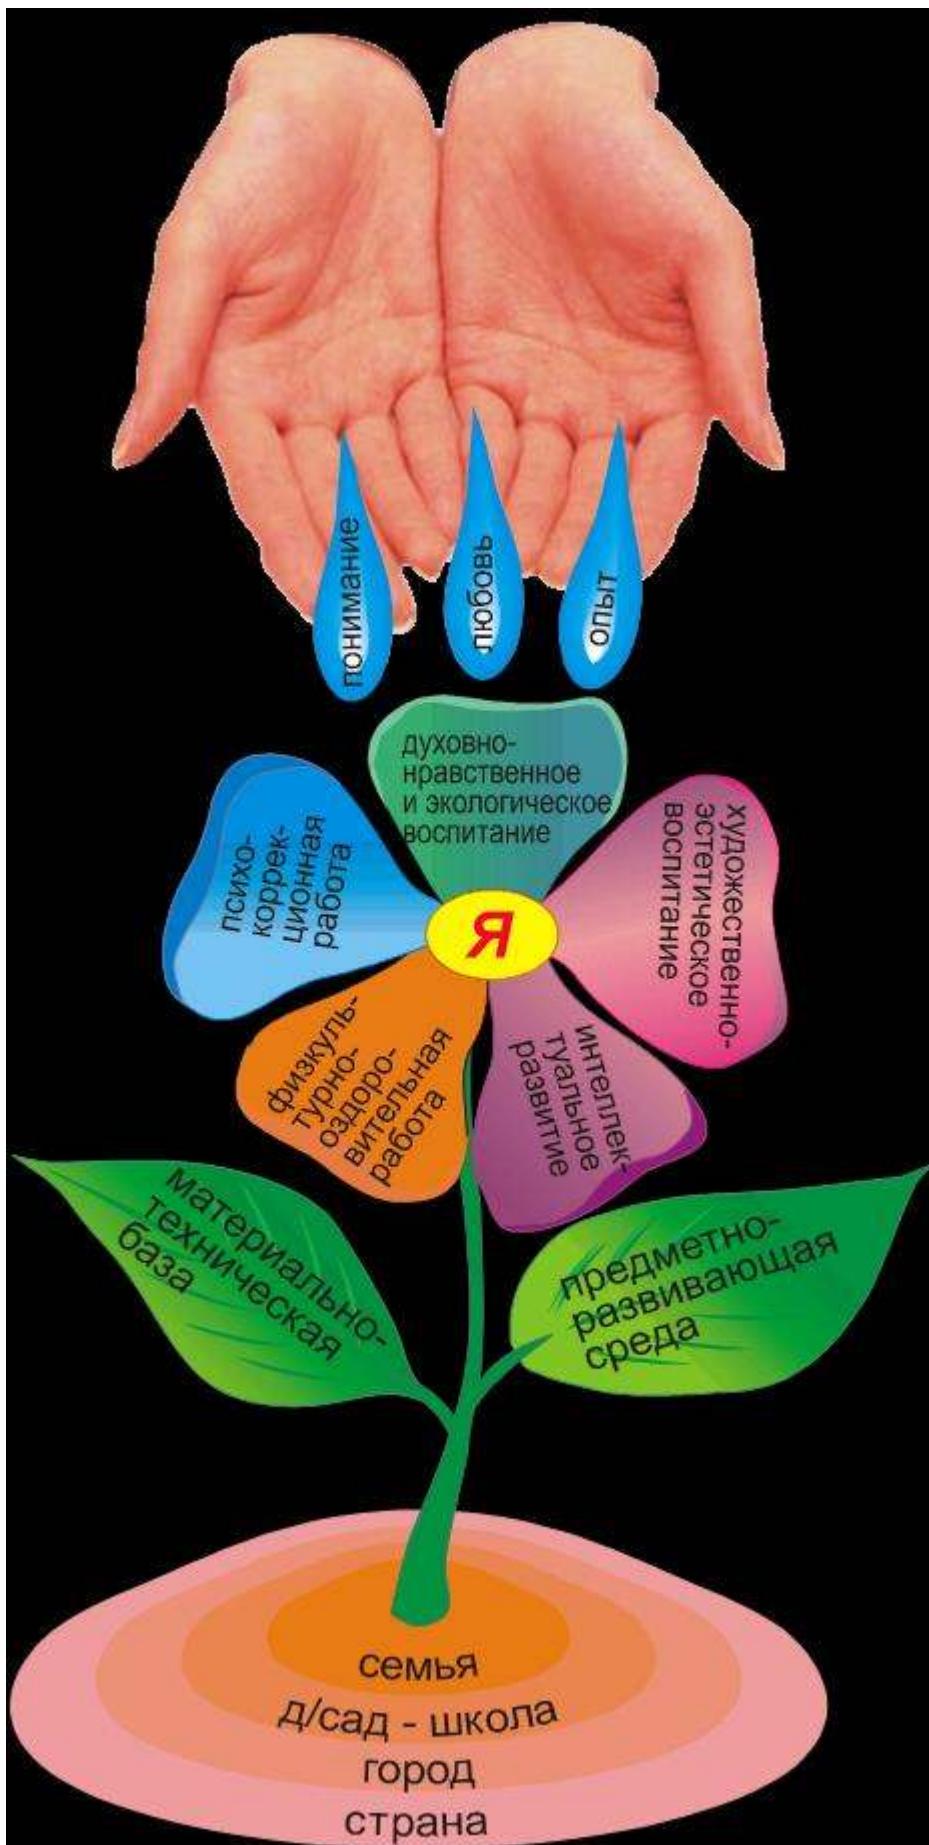 понимание
любовь
опыт
духовно-
нравственное
и экологическое
воспитание
психо-
коррек-
ционная
работа
Я
художественно-
эстетическое
воспитание
физкуль-
турно-
оздоро-
вительная
работа
интеллек-
туальное
развитие
материально-
техническая
база
предметно-
развивающая
среда
семья
д/сад - школа
город
страна